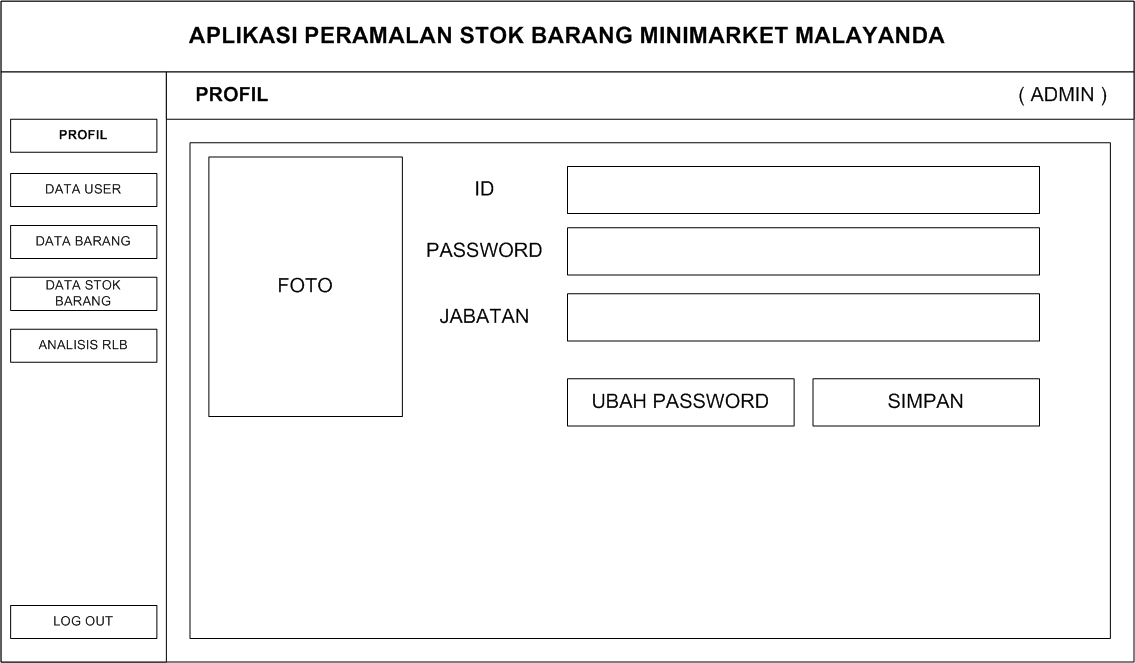 APLIKASI PERAMALAN STOK BARANG MINIMARKET MALAYANDA
PROFIL
( ADMIN )
PROFIL
DATA USER
DATA BARANG
DATA STOK
BARANG
ANALISIS RLB
LOG OUT
FOTO
ID
PASSWORD
JABATAN
UBAH PASSWORD
SIMPAN